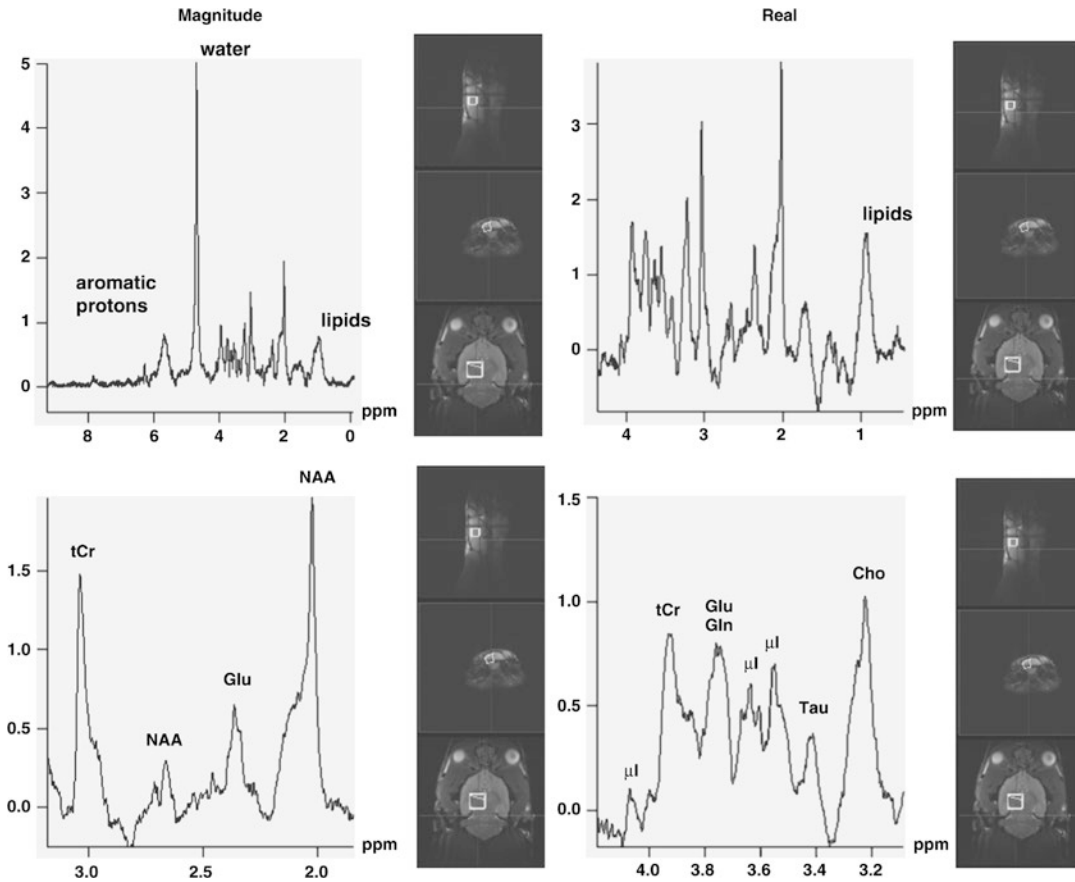 Magnitude
Real
water
5
4
3
2
1
0
aromatic
protons
lipids
8 6 4 2 0
ppm
3
2
1
0
lipids
4 3 2 1
ppm
NAA
tCr
Glu
NAA
1.5
1.0
0.5
0.0
3.0 2.5 2.0
ppm
1.5
1.0
0.5
0.0
Cho
tCr
Glu
Gln
μl
μl
Tau
μl
4.0 3.8 3.6 3.4 3.2
ppm